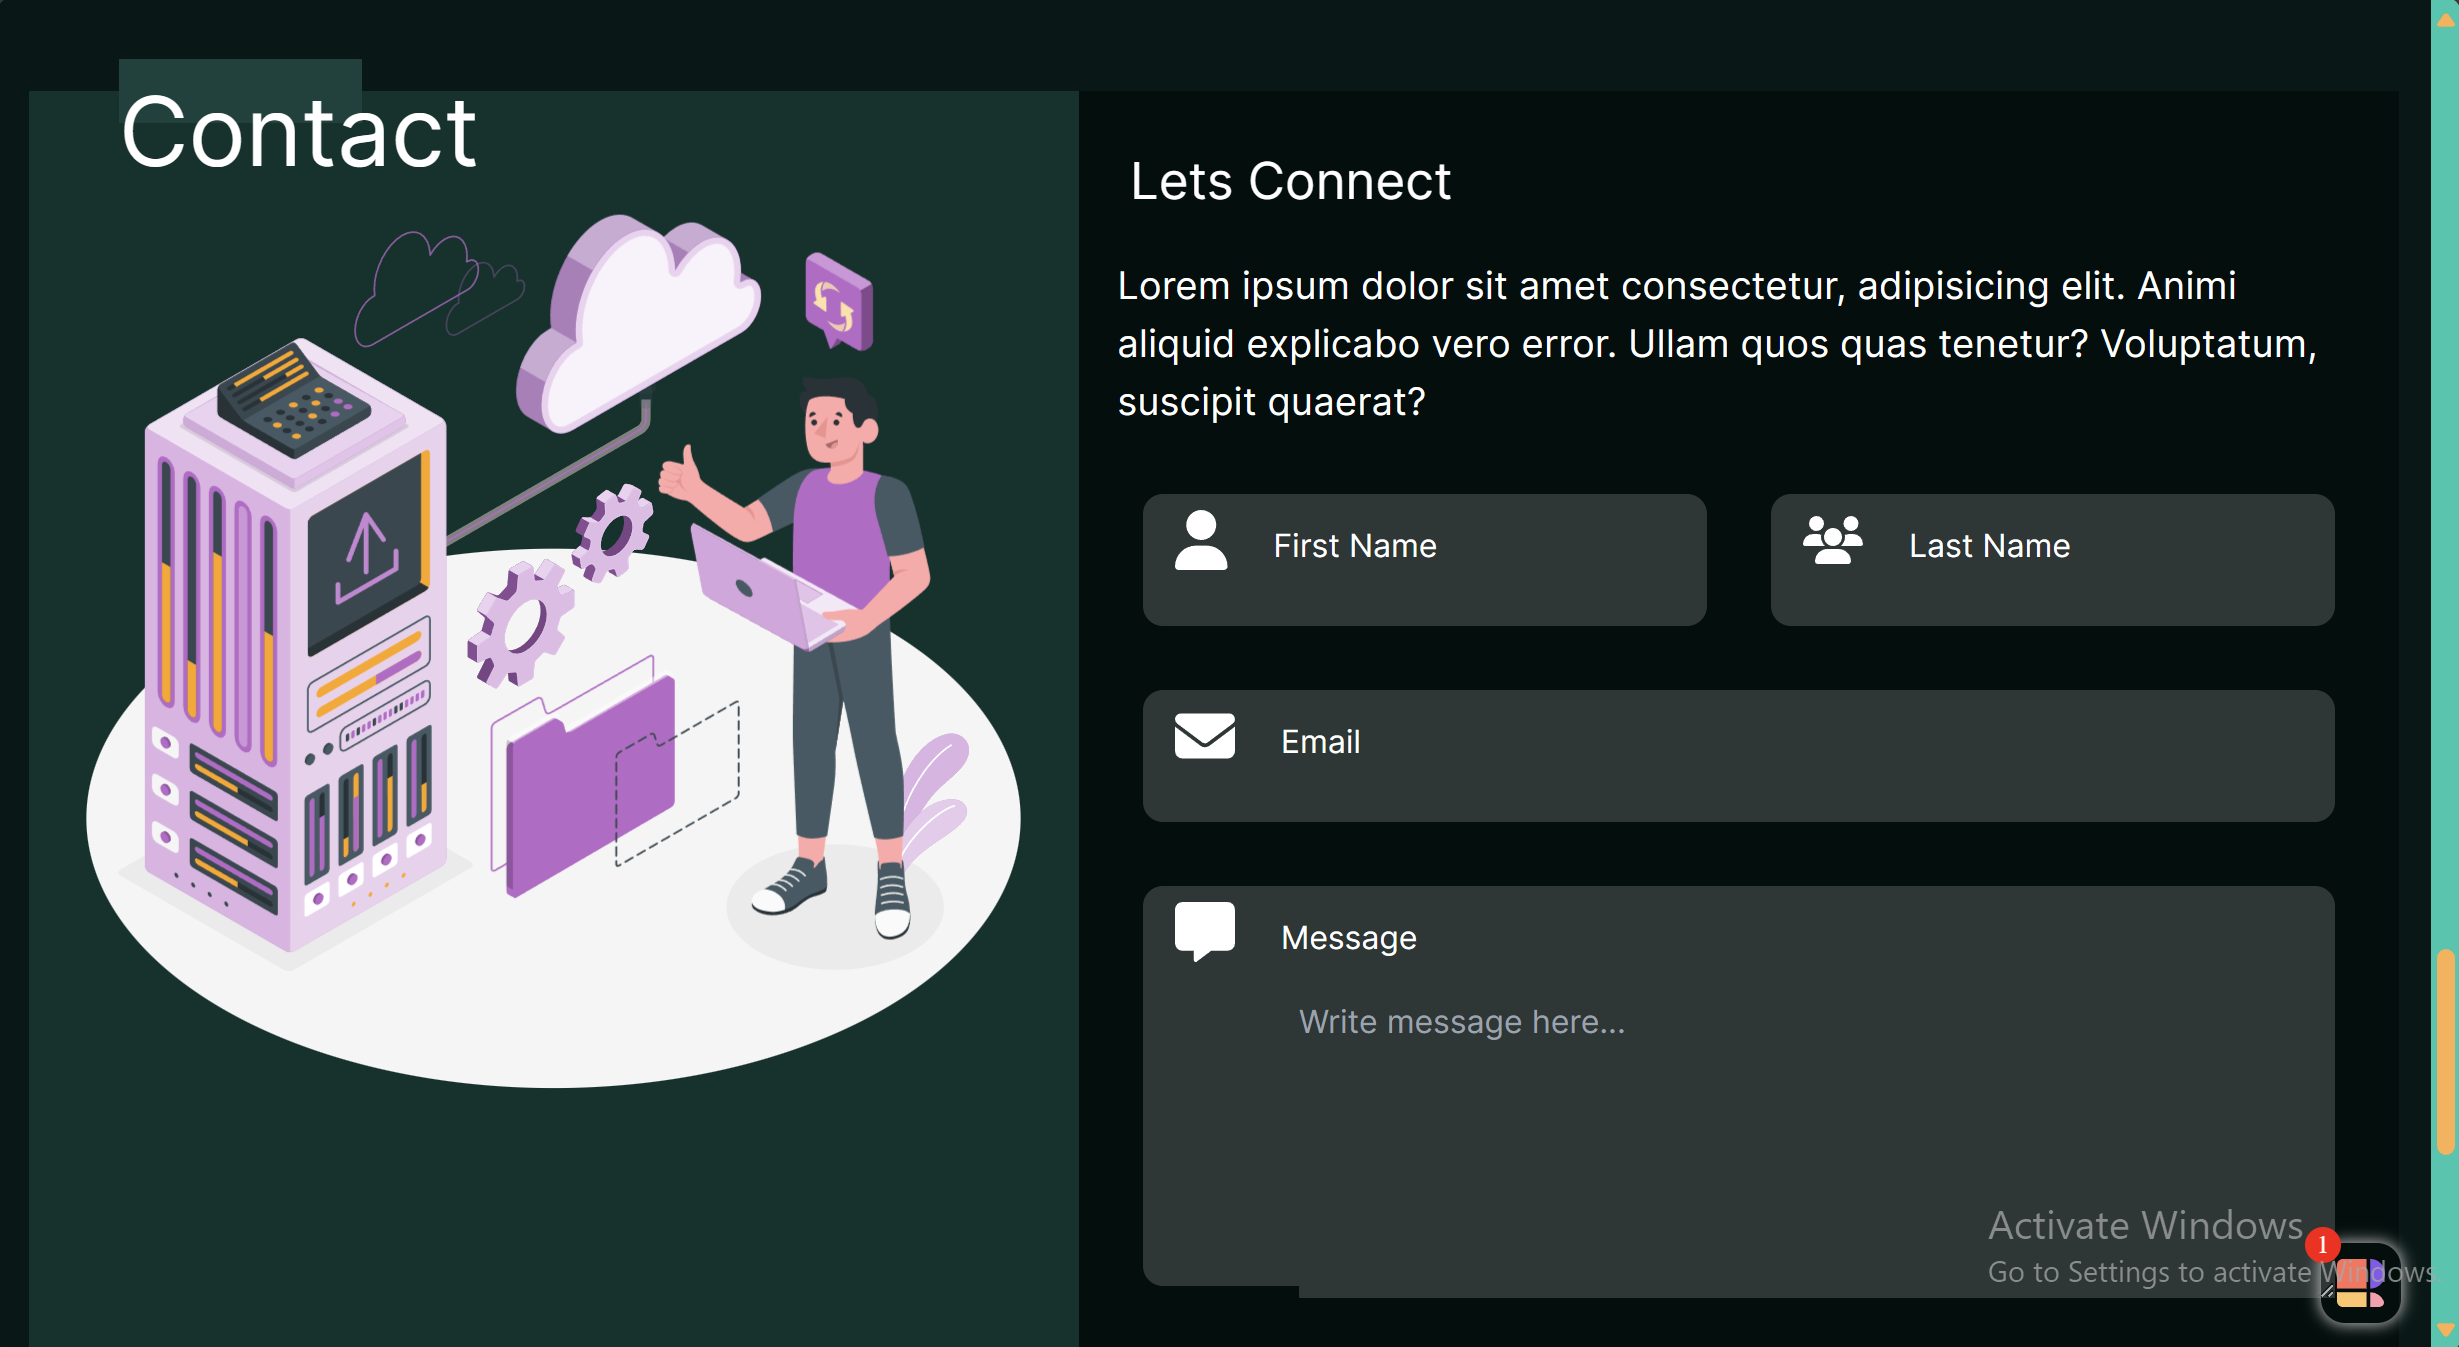 Contact
Lets Connect
Lorem ipsum dolor sit amet consectetur, adipisicing elit. Animi
aliquid explicabo vero error. Ullam quos quas tenetur? Voluptatum,
suscipit quaerat?
First Name
Last Name
Email
Message
Write message here...
Activate Windows
1
Go to Settings to activate Windows.